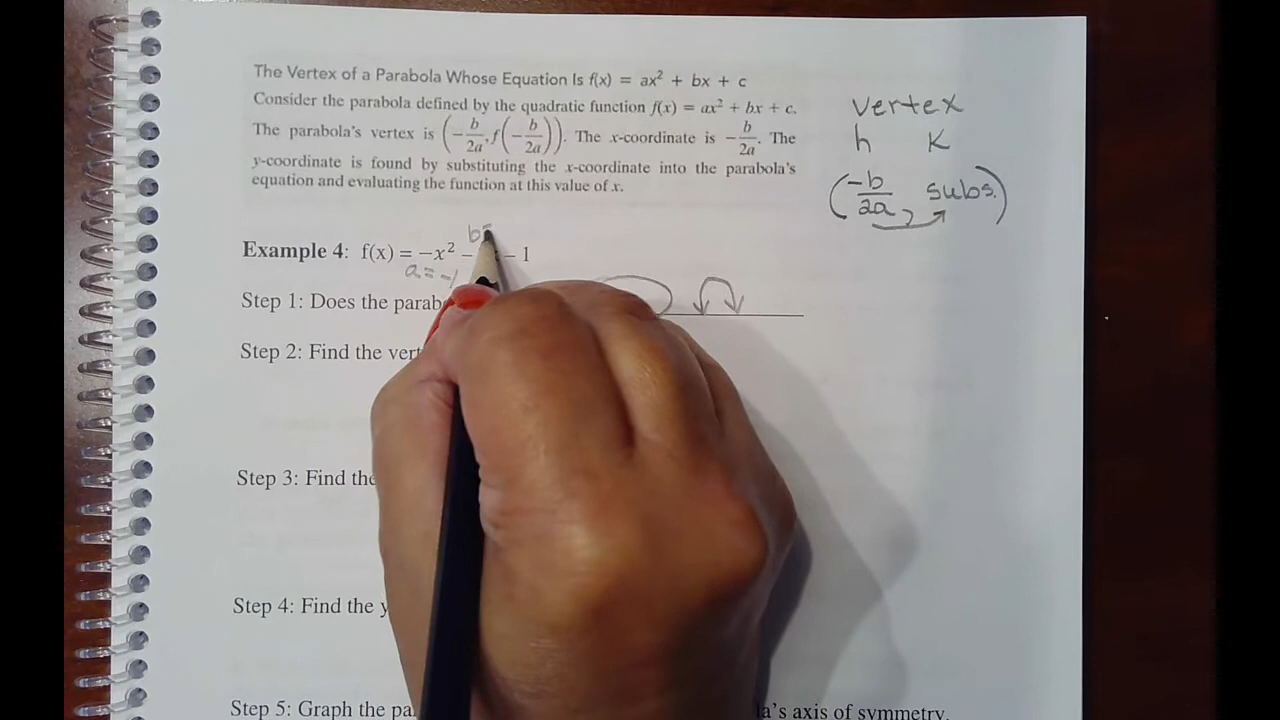 The Vertex of a Parabola Whose Equation Is f(x) = ax² + bx + c
Consider the parabola defined by the quadratic function f(x) = ax² + bx + c.
The parabola's vertex is (-b/2a, f(-b/2a)). The x-coordinate is -b/2a. The
y-coordinate is found by substituting the x-coordinate into the parabola's
equation and evaluating the function at this value of x.
vertex
h K
(-b/2a, subs.)
b=
Example 4: f(x) = -x² - - 1
a = -1
Step 1: Does the
Step 2: Find the
Step 3: Find
Step 4: Find the
Step 5: Graph the axis of symmetry.